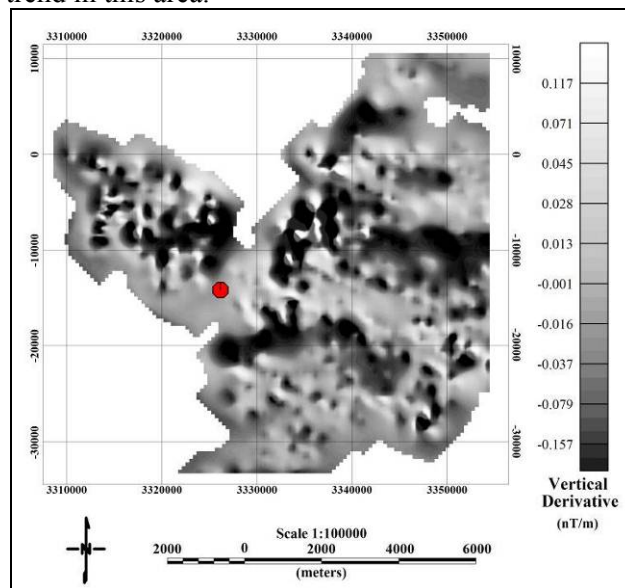 trend in this area.
3310000 3320000 3330000 3340000 3350000
10000 10000
0 0
-10000 -10000
-20000 -20000
-30000 -30000
3310000 3320000 3330000 3340000 3350000
0.117
0.071
0.045
0.028
0.013
-0.001
-0.016
-0.037
-0.079
-0.157
Vertical
Derivative
(nT/m)
N
Scale 1:100000
2000 0 2000 4000 6000
(meters)